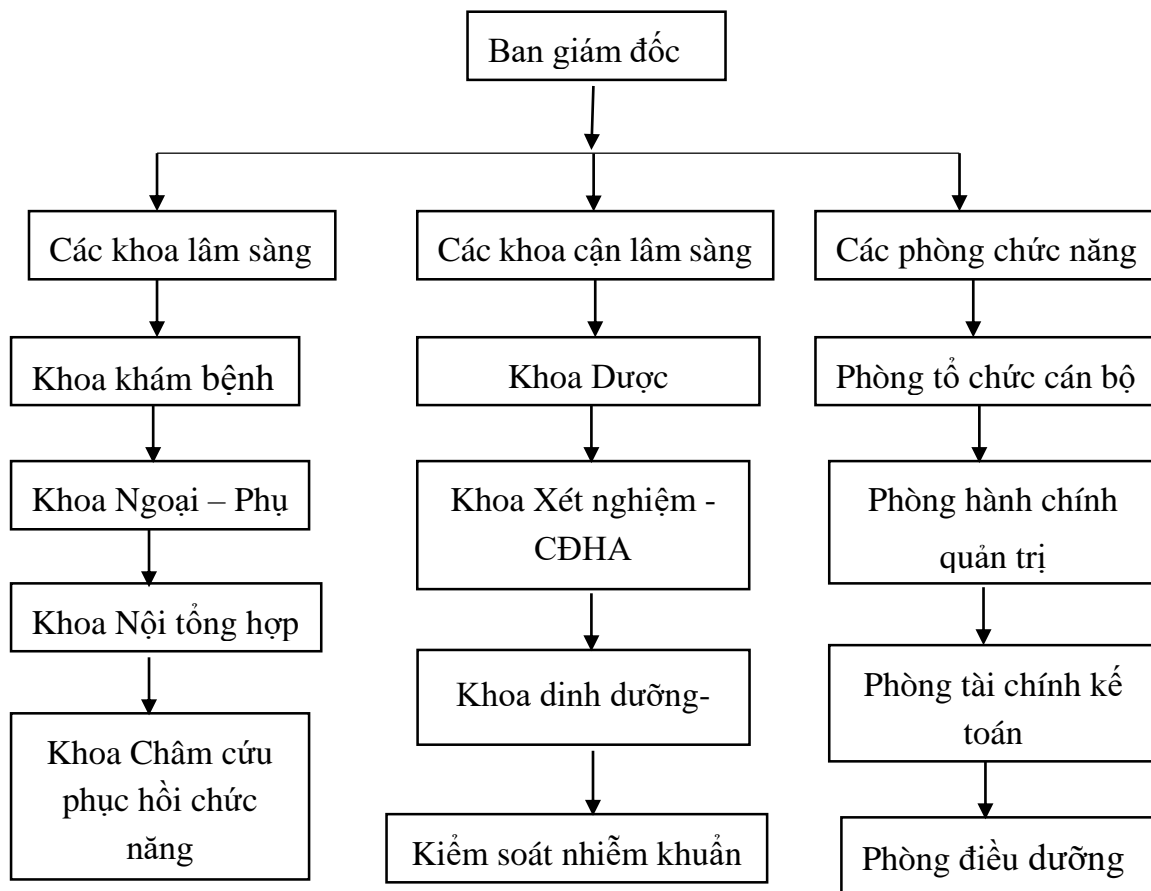 Ban giám đốc
Các khoa lâm sàng
Các khoa cận lâm sàng
Các phòng chức năng
Khoa khám bệnh
Khoa Dược
Phòng tổ chức cán bộ
Khoa Ngoại – Phụ
Khoa Xét nghiệm -
CĐHA
Phòng hành chính
quản trị
Khoa Nội tổng hợp
Khoa dinh dưỡng-
Phòng tài chính kế
toán
Khoa Châm cứu
phục hồi chức
năng
Kiểm soát nhiễm khuẩn
Phòng điều dưỡng